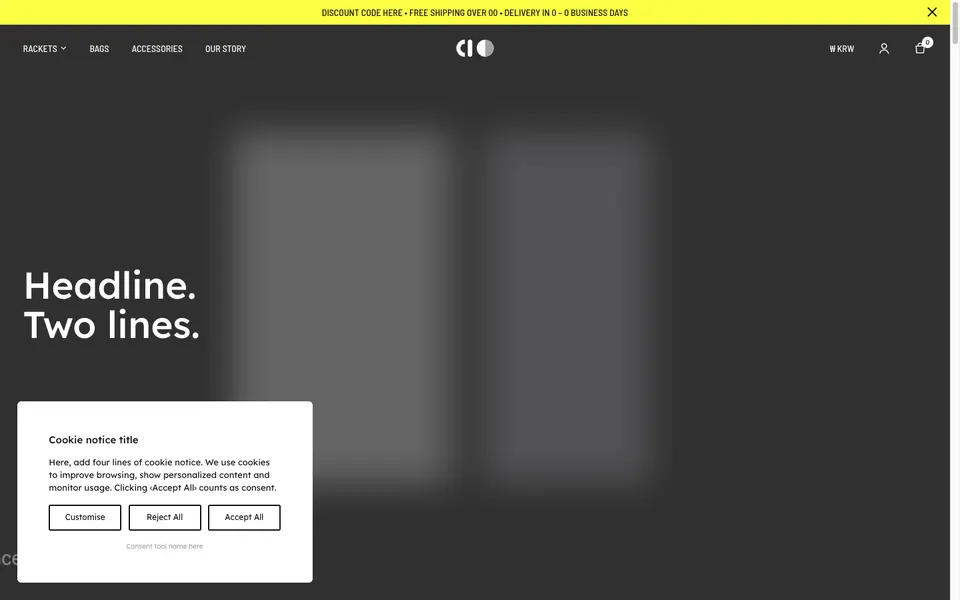 DISCOUNT CODE HERE • FREE SHIPPING OVER 00 • DELIVERY IN 0 – 0 BUSINESS DAYS
RACKETS BAGS ACCESSORIES OUR STORY ₩ KRW 0
Headline.
Two lines.
Cookie notice title
Here, add four lines of cookie notice. We use cookies
to improve browsing, show personalized content and
monitor usage. Clicking ‹Accept All› counts as consent.
Customise Reject All Accept All
Consent tool name here